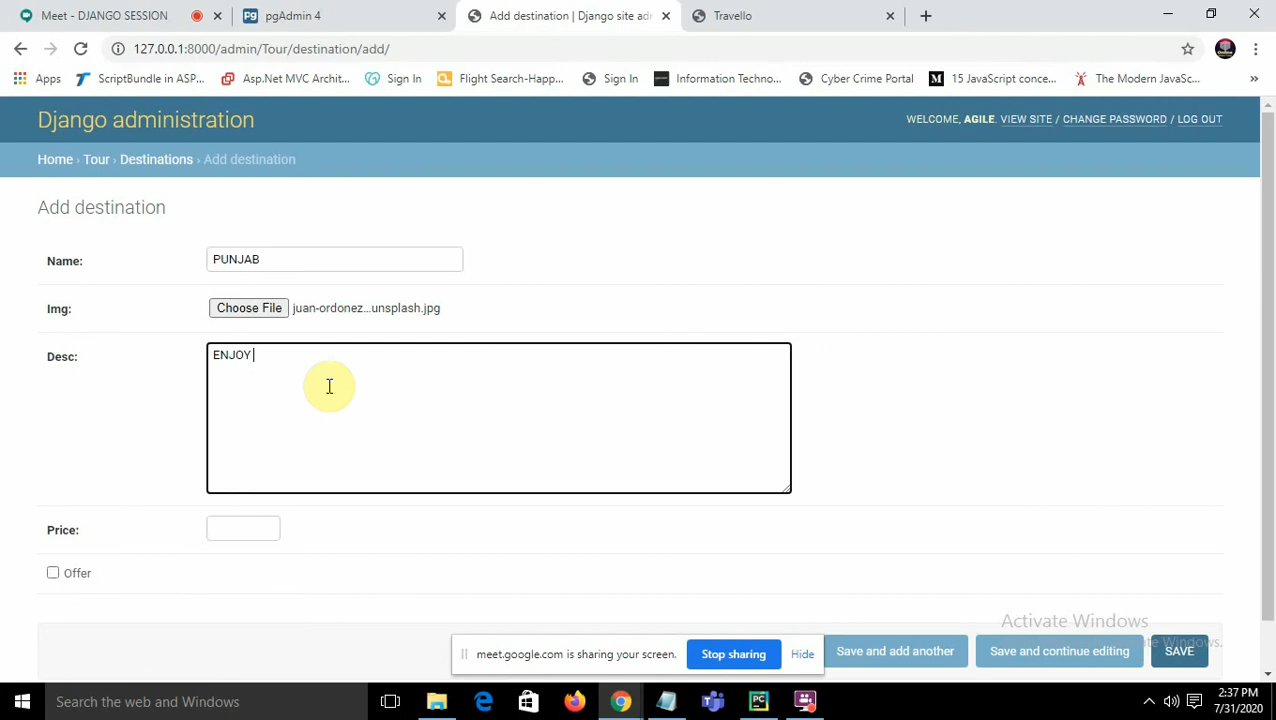 Meet - DJANGO SESSION
pgAdmin 4
Add destination | Django site adm
Travello
127.0.0.1:8000/admin/Tour/destination/add/
Apps
ScriptBundle in ASP...
Asp.Net MVC Archit...
Sign In
Flight Search-Happ...
Sign In
Information Techno...
Cyber Crime Portal
15 JavaScript conce...
The Modern JavaSc...
Django administration
WELCOME, AGILE. VIEW SITE / CHANGE PASSWORD / LOG OUT
Home › Tour › Destinations › Add destination
Add destination
Name: PUNJAB
Img: Choose File juan-ordonez...unsplash.jpg
Desc: ENJOY
Price:
Offer
Activate Windows
Windows.
meet.google.com is sharing your screen. Stop sharing Hide
Save and add another Save and continue editing SAVE
Search the web and Windows
2:37 PM
7/31/2020